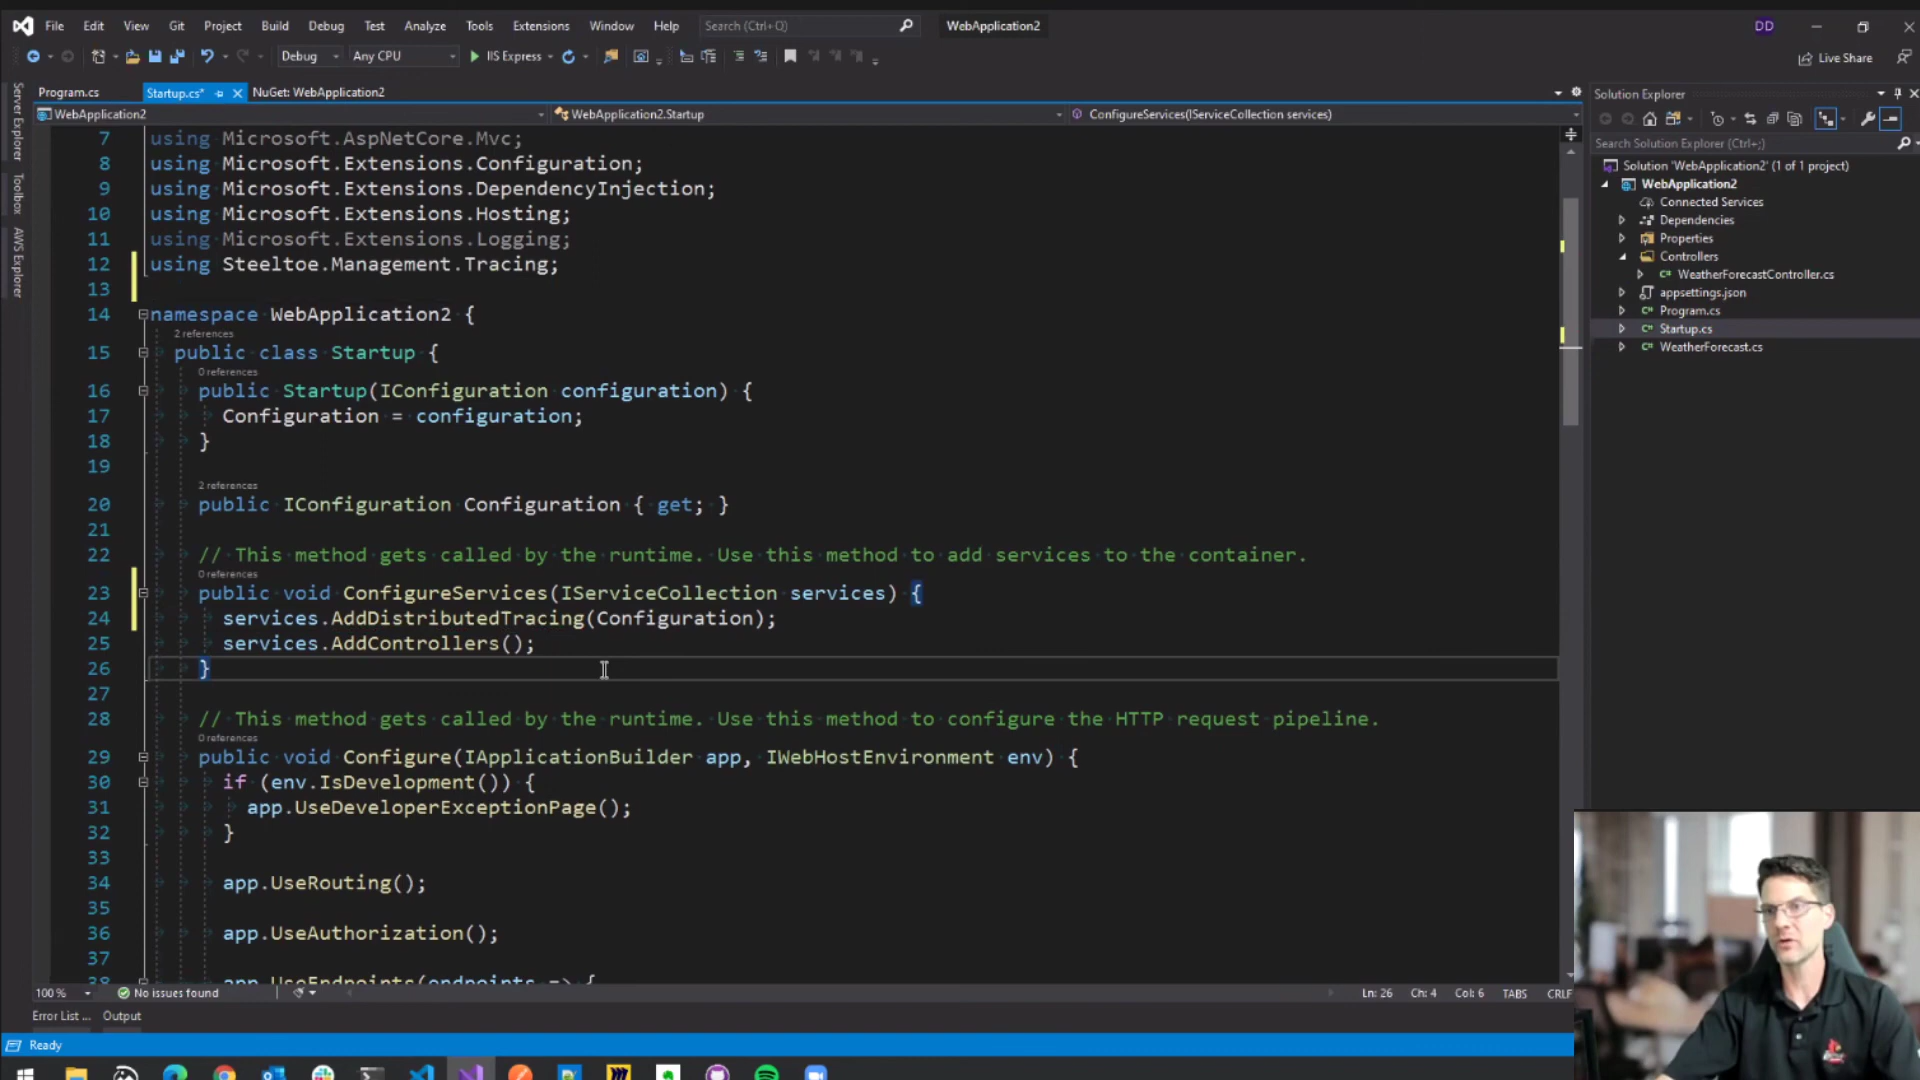 File Edit View Git Project Build Debug Test Analyze Tools Extensions Window Help Search (Ctrl+Q) WebApplication2 DD
Debug Any CPU IIS Express Live Share
Program.cs Startup.cs* NuGet: WebApplication2
WebApplication2 WebApplication2.Startup ConfigureServices(IServiceCollection services)
Server Explorer
Toolbox
AWS Explorer
7 using Microsoft.AspNetCore.Mvc;
8 using Microsoft.Extensions.Configuration;
9 using Microsoft.Extensions.DependencyInjection;
10 using Microsoft.Extensions.Hosting;
11 using Microsoft.Extensions.Logging;
12 using Steeltoe.Management.Tracing;
13
14 namespace WebApplication2 {
2 references
15 public class Startup {
0 references
16 public Startup(IConfiguration configuration) {
17 Configuration = configuration;
18 }
19
2 references
20 public IConfiguration Configuration { get; }
21
22 // This method gets called by the runtime. Use this method to add services to the container.
0 references
23 public void ConfigureServices(IServiceCollection services) {
24 services.AddDistributedTracing(Configuration);
25 services.AddControllers();
26 }
27
28 // This method gets called by the runtime. Use this method to configure the HTTP request pipeline.
0 references
29 public void Configure(IApplicationBuilder app, IWebHostEnvironment env) {
30 if (env.IsDevelopment()) {
31 app.UseDeveloperExceptionPage();
32 }
33
34 app.UseRouting();
35
36 app.UseAuthorization();
37
38 app.UseEndpoints(endpoints => {
100 % No issues found Ln: 26 Ch: 4 Col: 6 TABS CRLF
Error List ... Output
Ready
Solution Explorer
Search Solution Explorer (Ctrl+;)
Solution 'WebApplication2' (1 of 1 project)
WebApplication2
Connected Services
Dependencies
Properties
Controllers
WeatherForecastController.cs
appsettings.json
Program.cs
Startup.cs
WeatherForecast.cs